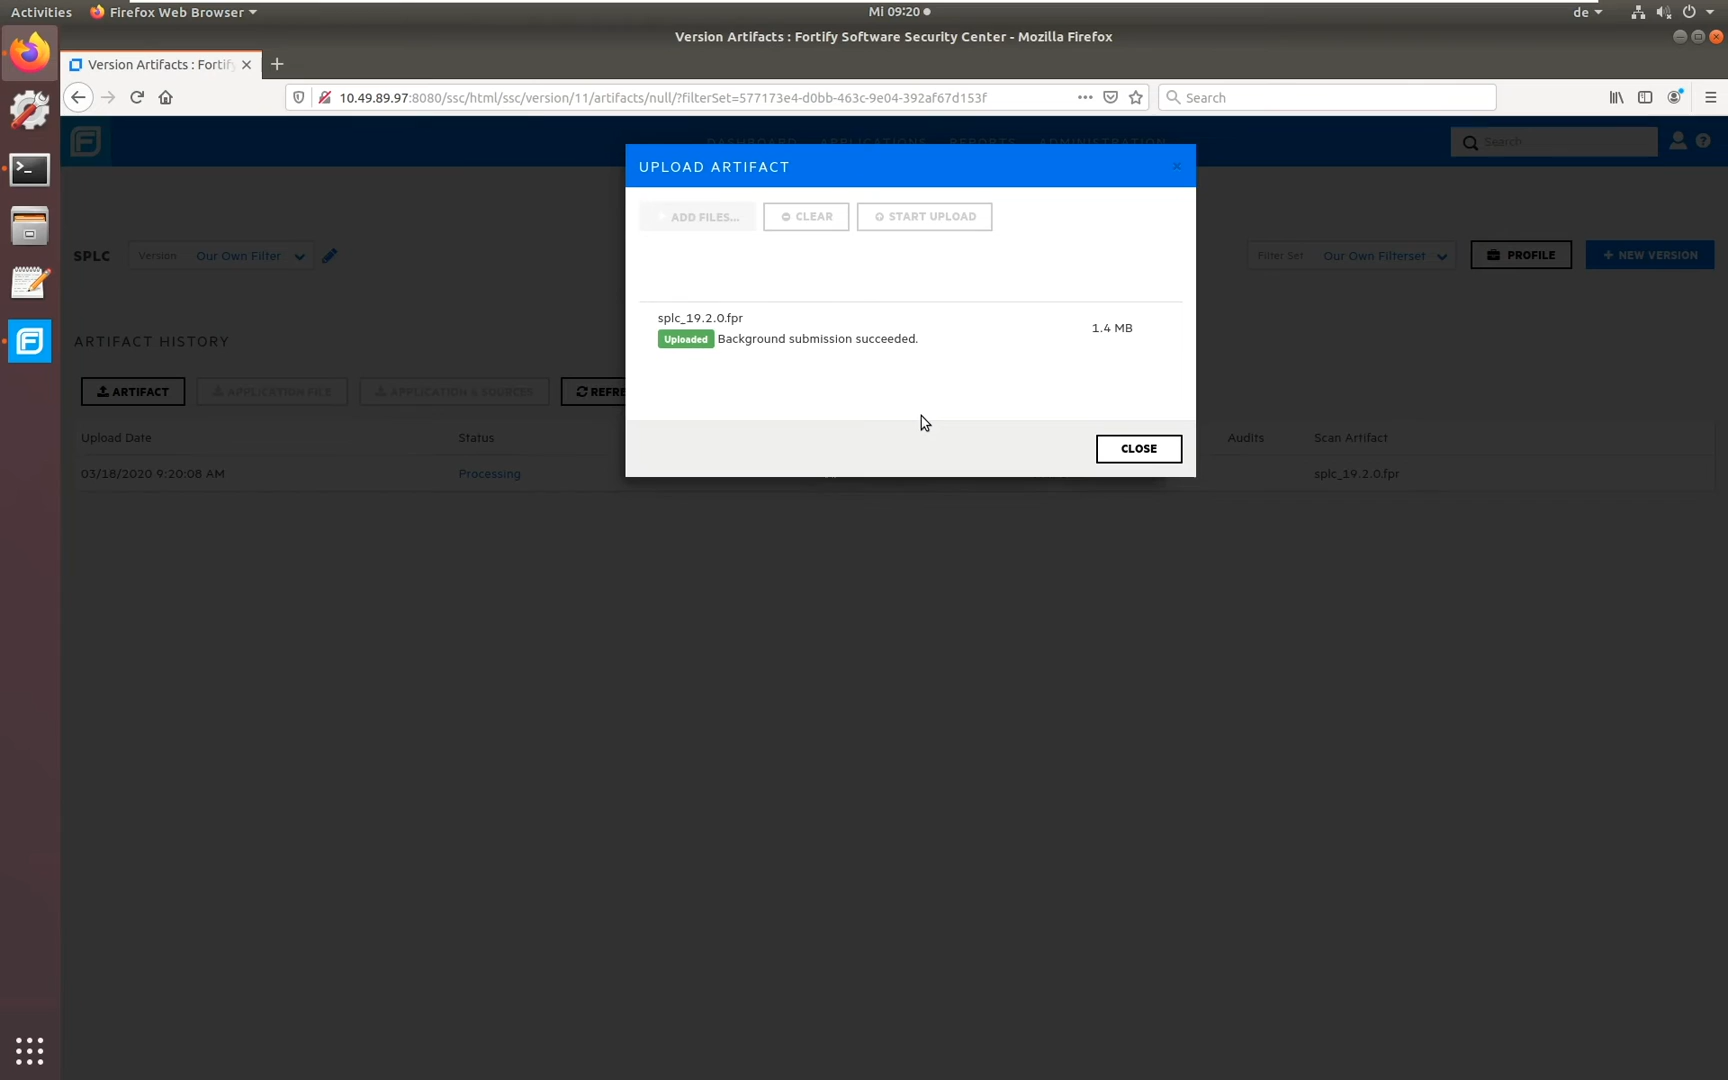 Activities Firefox Web Browser Mi 09:20 de
Version Artifacts : Fortify Software Security Center - Mozilla Firefox
Version Artifacts : Fortify
10.49.89.97:8080/ssc/html/ssc/version/11/artifacts/null/?filterSet=577173e4-d0bb-463c-9e04-392af67d153f Search
DASHBOARD APPLICATIONS REPORTS ADMINISTRATION Search
UPLOAD ARTIFACT
ADD FILES... CLEAR START UPLOAD
SPLC Version Our Own Filter Filter Set Our Own Filterset PROFILE + NEW VERSION
splc_19.2.0.fpr
Uploaded Background submission succeeded. 1.4 MB
ARTIFACT HISTORY
ARTIFACT APPLICATION FILE APPLICATION & SOURCES REFRE
Upload Date Status Audits Scan Artifact
CLOSE
03/18/2020 9:20:08 AM Processing splc_19.2.0.fpr